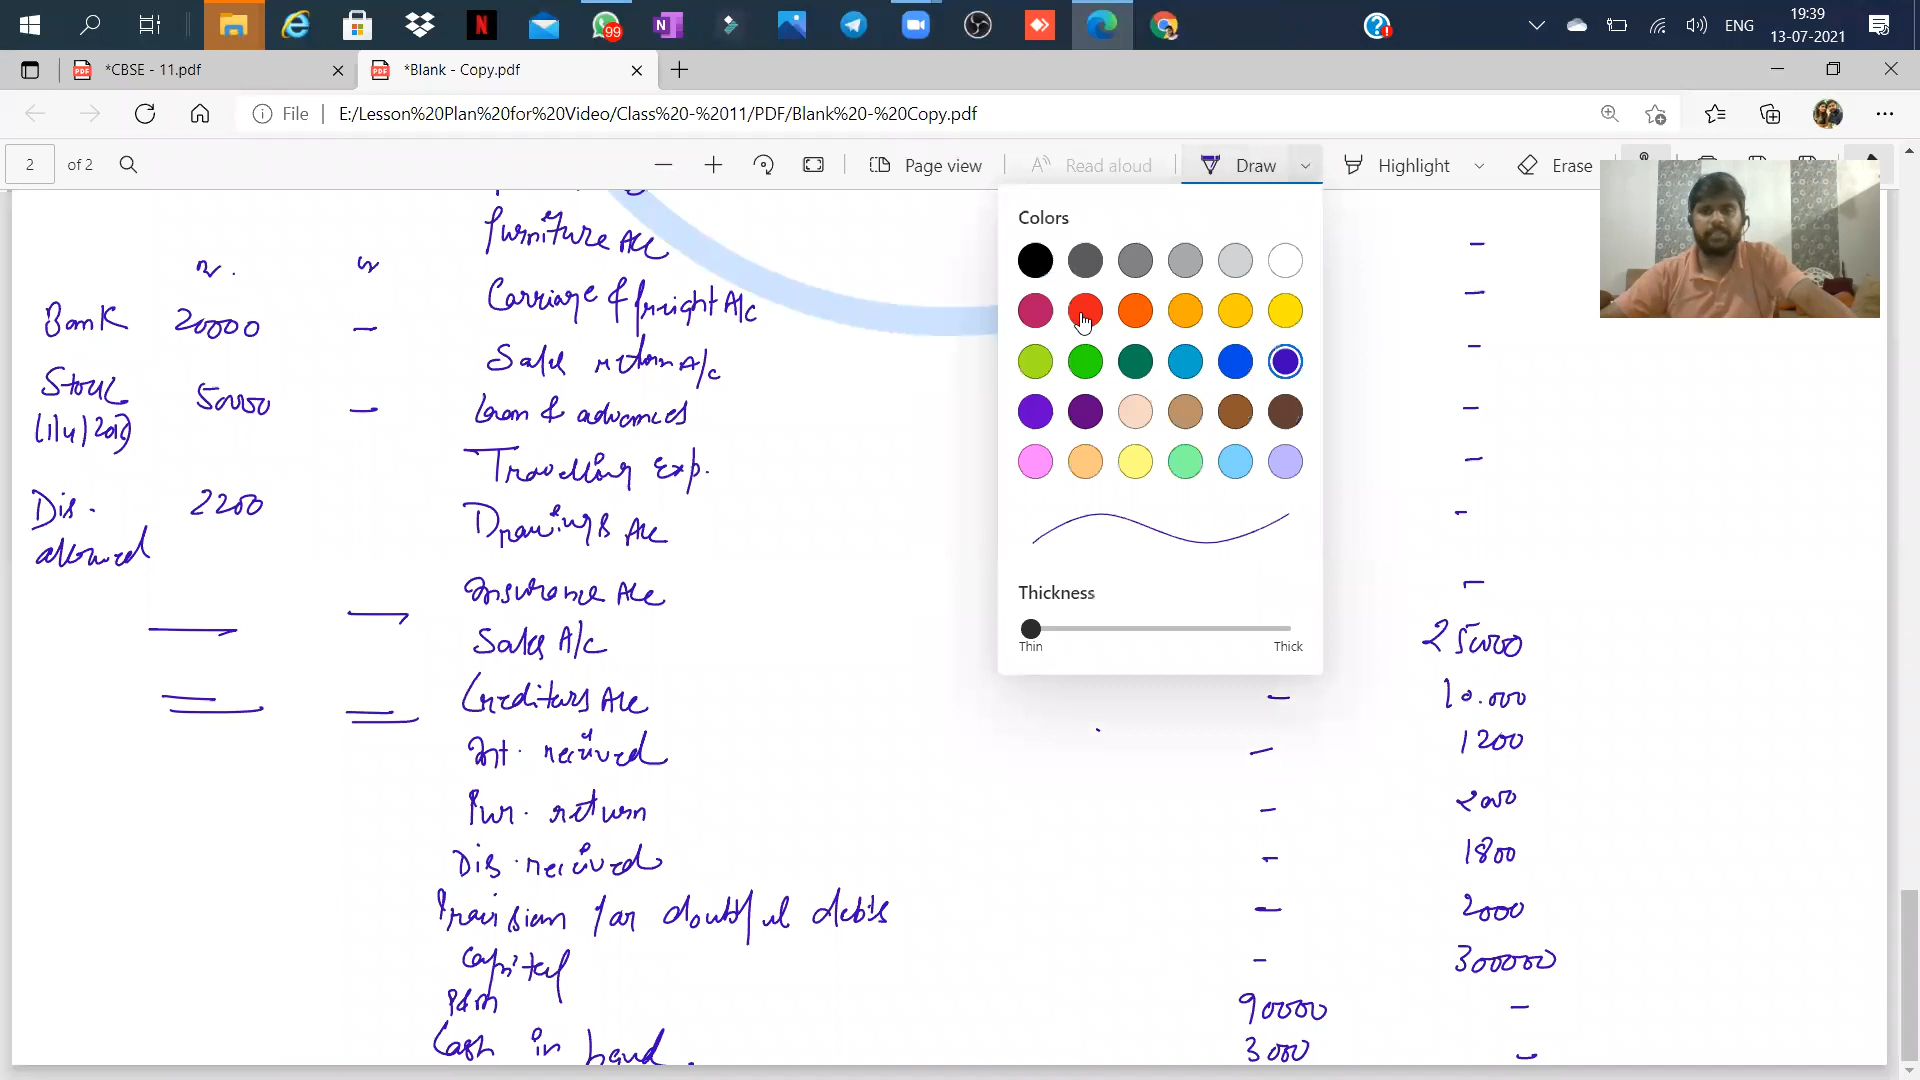 99
ENG
19:39
13-07-2021
*CBSE - 11.pdf
*Blank - Copy.pdf
File
E:/Lesson%20Plan%20for%20Video/Class%20-%2011/PDF/Blank%20-%20Copy.pdf
2 of 2
Page view
Read aloud
Draw
Highlight
Erase
Colors
Thickness
Thin Thick
Furniture A/c -
Carriage & freight A/c -
Bank 20000 -
Sales return A/c -
Stock 50000 -
Loan & advances -
Travelling Exp. -
Dis. 2200
allowed
Drawings A/c -
Insurance A/c -
Sales A/c 25000
Creditors A/c - 10.000
Int. received - 1200
Pur. return - 2000
Dis. received - 1800
Provision for doubtful debts - 2000
Capital - 300000
P&m 90000 -
Cash in hand. 3000 -